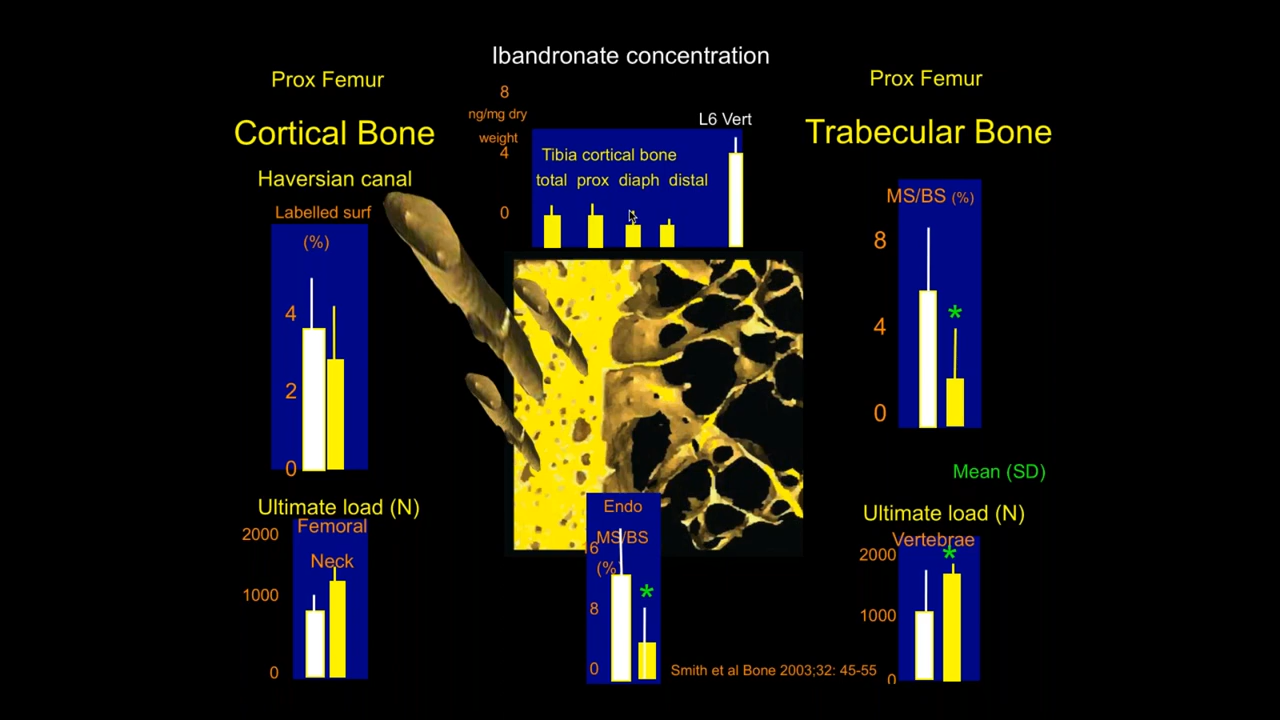 Ibandronate concentration
Prox Femur
Cortical Bone
Haversian canal
Labelled surf
(%)
4
2
0
Ultimate load (N)
Femoral
Neck
2000
1000
0
8
ng/mg dry
weight
4
0
L6 Vert
Tibia cortical bone
total prox diaph distal
Endo
MS/BS
(%)
16
8
0
*
Smith et al Bone 2003;32: 45-55
Prox Femur
Trabecular Bone
MS/BS (%)
8
4
0
*
Mean (SD)
Ultimate load (N)
Vertebrae
2000
1000
0
*